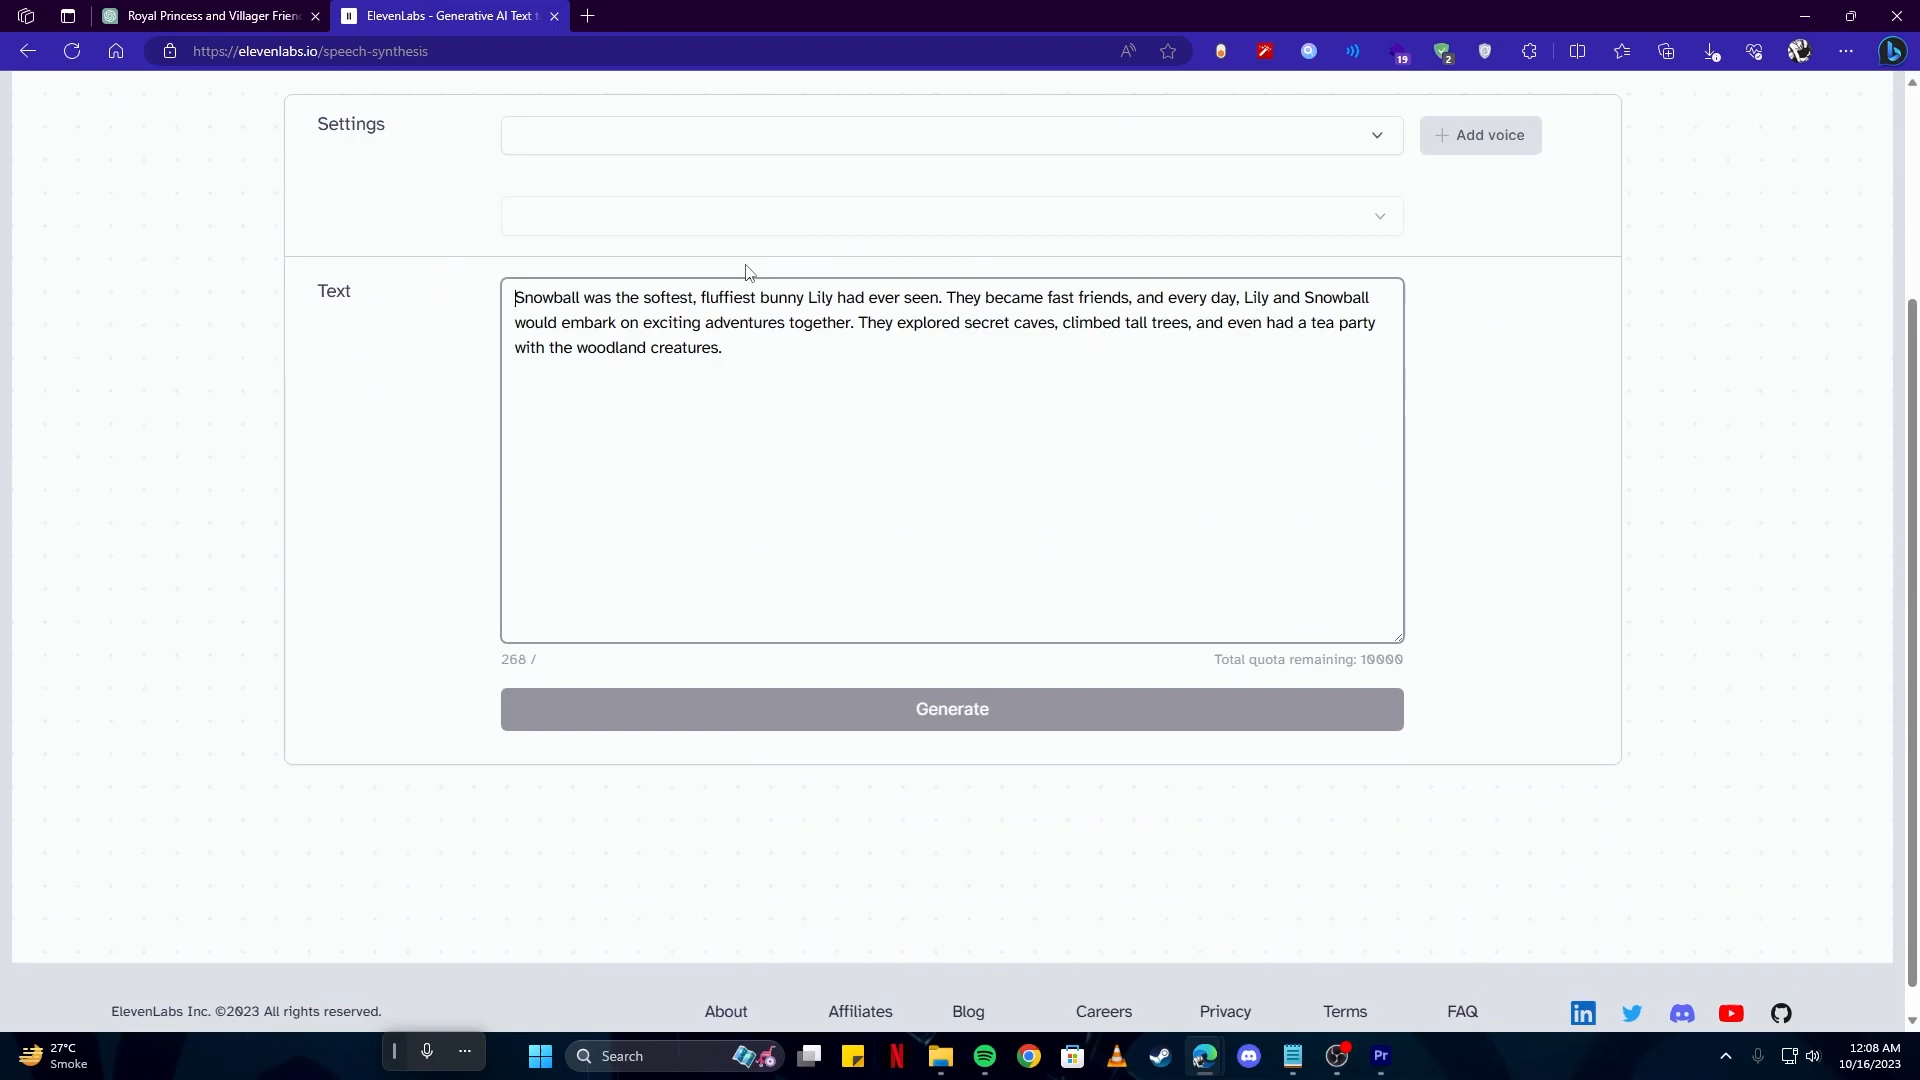 Royal Princess and Villager Frien
ElevenLabs - Generative AI Text t
https://elevenlabs.io/speech-synthesis
19
2
Settings
Add voice
Text
Snowball was the softest, fluffiest bunny Lily had ever seen. They became fast friends, and every day, Lily and Snowball
would embark on exciting adventures together. They explored secret caves, climbed tall trees, and even had a tea party
with the woodland creatures.
268 /
Total quota remaining: 10000
Generate
ElevenLabs Inc. ©2023 All rights reserved.
About
Affiliates
Blog
Careers
Privacy
Terms
FAQ
27°C
Smoke
Search
12:08 AM
10/16/2023